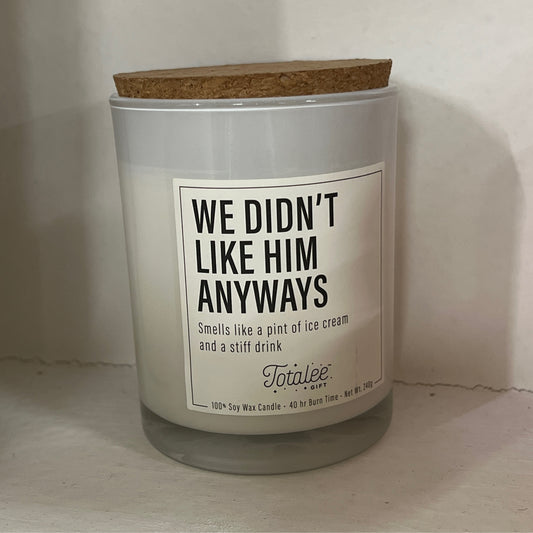 WE DIDN'T
LIKE HIM
ANYWAYS
Smells like a pint of ice cream
and a stiff drink
Totalee
GIFT
100% Soy Wax Candle - 40 hr Burn Time - Net Wt. 240g